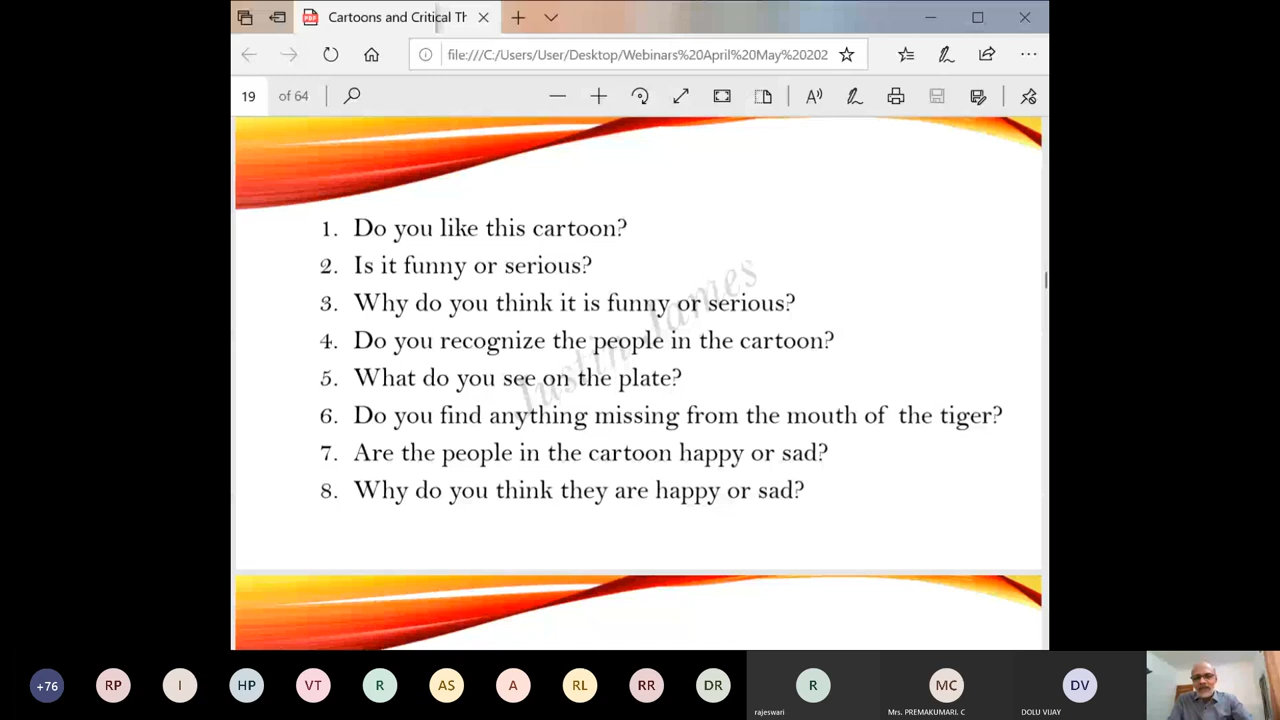 Cartoons and Critical Th
file:///C:/Users/User/Desktop/Webinars%20April%20May%20202
19 of 64
1. Do you like this cartoon?
2. Is it funny or serious?
3. Why do you think it is funny or serious?
4. Do you recognize the people in the cartoon?
5. What do you see on the plate?
6. Do you find anything missing from the mouth of the tiger?
7. Are the people in the cartoon happy or sad?
8. Why do you think they are happy or sad?
Justin James
+76 RP I HP VT R AS A RL RR DR R MC DV
rajeswari Mrs. PREMAKUMARI. C DOLU VIJAY